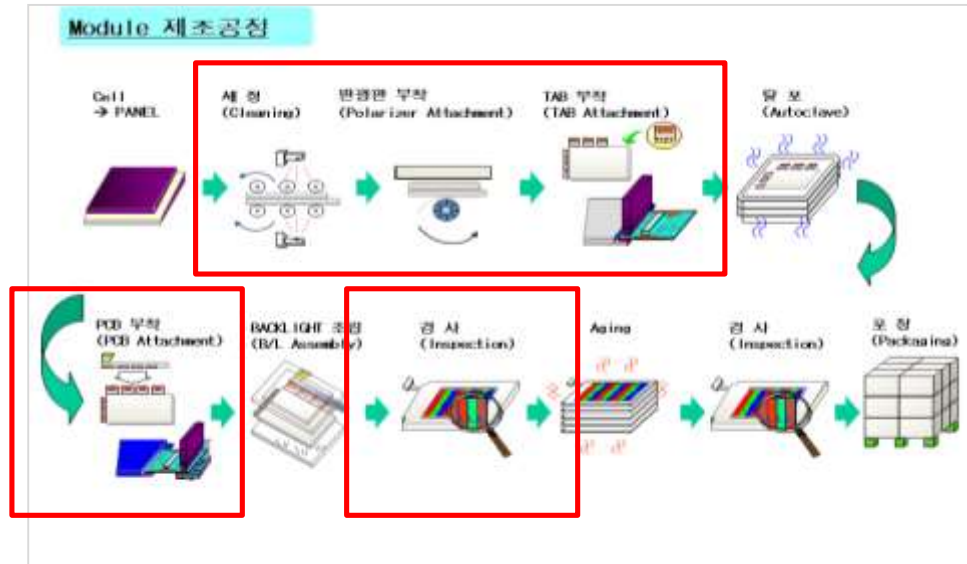 Module 제조공정
Cell
→ PANEL
세 정
(Cleaning)
편광판 부착
(Polarizer Attachment)
TAB 부착
(TAB Attachment)
탈 포
(Autoclave)
PCB 부착
(PCB Attachment)
BACKLIGHT 조립
(B/L Assembly)
검 사
(Inspection)
Aging
검 사
(Inspection)
포 장
(Packaging)